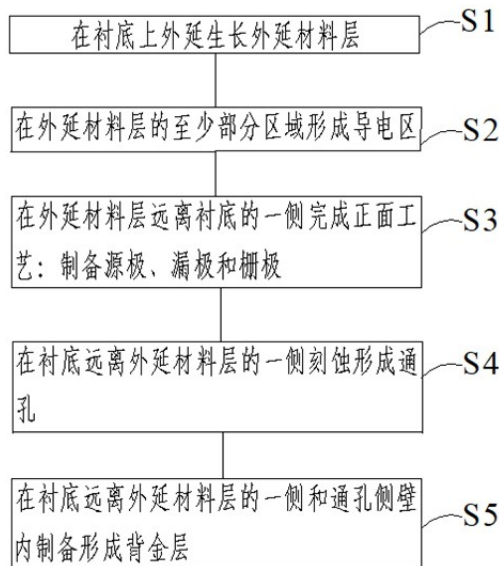 在衬底上外延生长外延材料层
S1
在外延材料层的至少部分区域形成导电区
S2
在外延材料层远离衬底的一侧完成正面工
艺：制备源极、漏极和栅极
S3
在衬底远离外延材料层的一侧刻蚀形成通
孔
S4
在衬底远离外延材料层的一侧和通孔侧壁
内制备形成背金层
S5